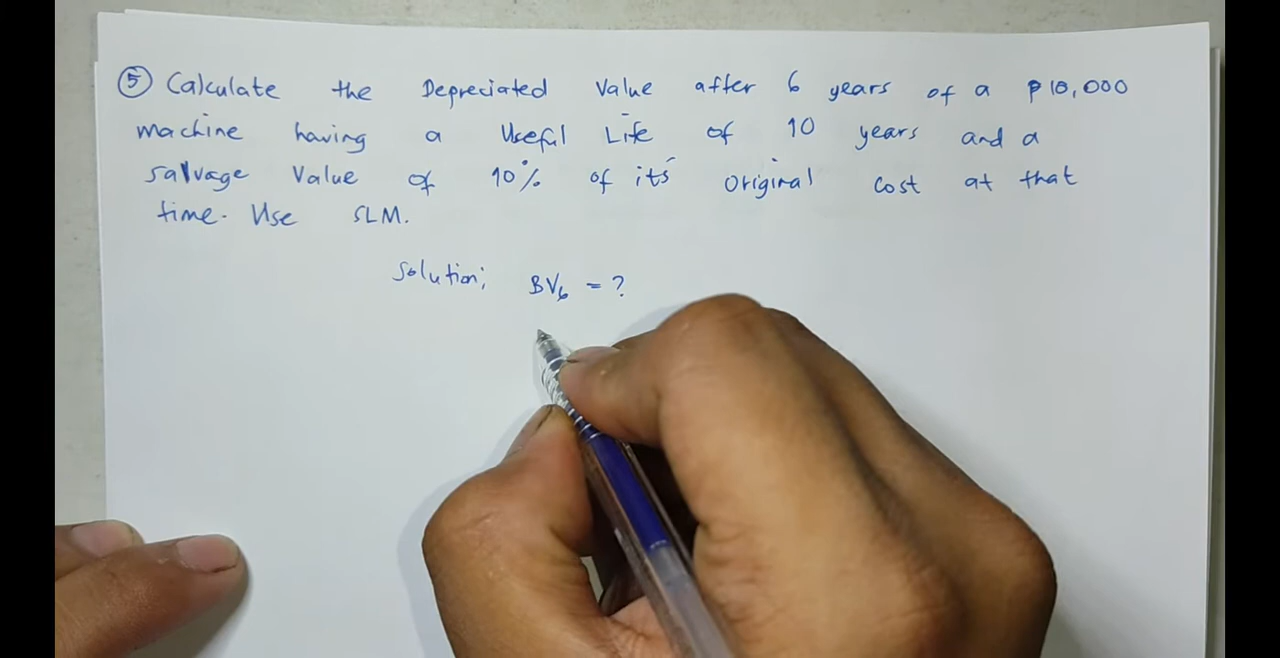 ⑤ Calculate the Depreciated Value after 6 years of a ₱10,000
machine having a Useful Life of 10 years and a
salvage Value of 10% of it's original cost at that
time. Use SLM.
Solution; BV₆ = ?